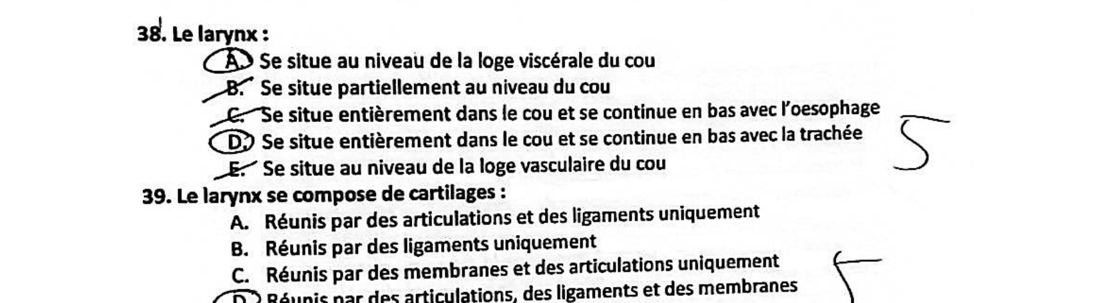 38. Le larynx :
A. Se situe au niveau de la loge viscérale du cou
B. Se situe partiellement au niveau du cou
C. Se situe entièrement dans le cou et se continue en bas avec l'oesophage
D. Se situe entièrement dans le cou et se continue en bas avec la trachée
E. Se situe au niveau de la loge vasculaire du cou
5
39. Le larynx se compose de cartilages :
A. Réunis par des articulations et des ligaments uniquement
B. Réunis par des ligaments uniquement
C. Réunis par des membranes et des articulations uniquement
D. Réunis par des articulations, des ligaments et des membranes